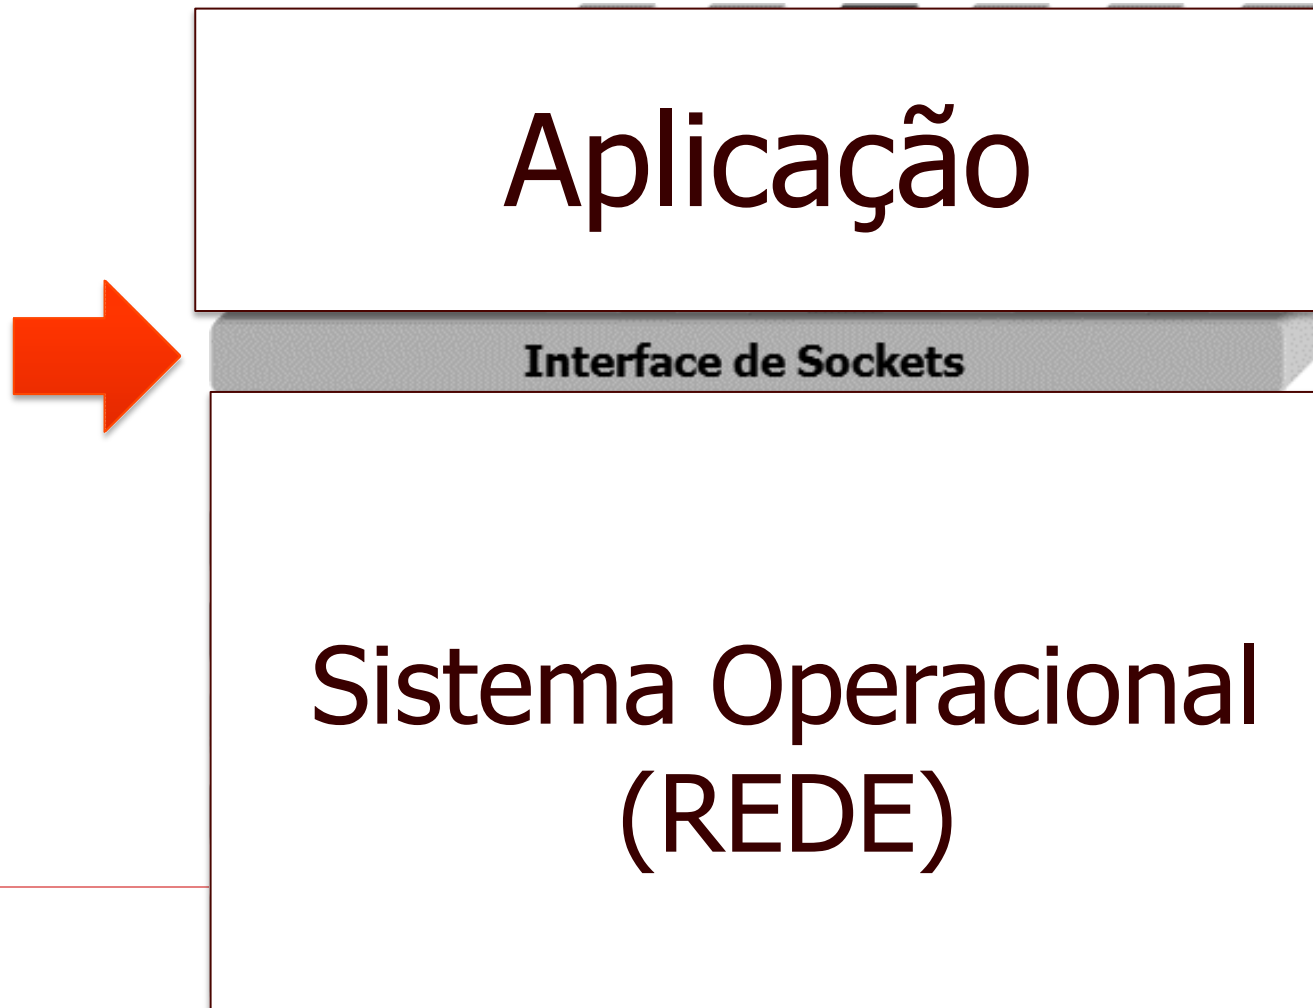 Aplicação
Interface de Sockets
Sistema Operacional
(REDE)